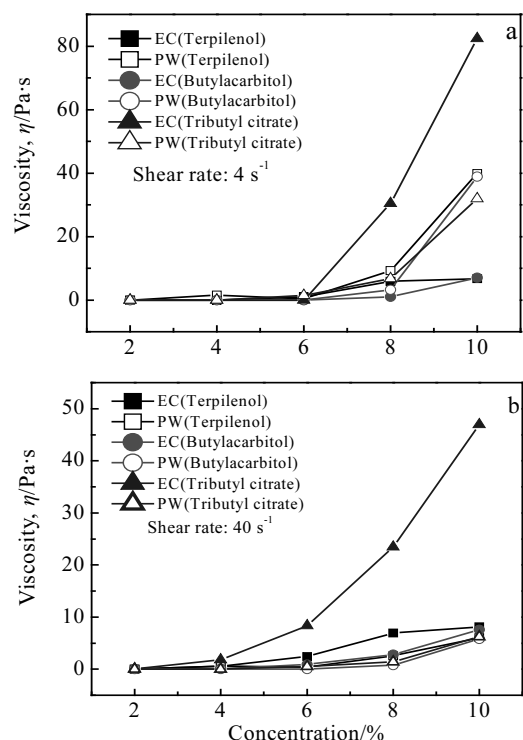 a
80
60
40
20
0
Viscosity, η/Pa·s
EC(Terpilenol)
PW(Terpilenol)
EC(Butylacarbitol)
PW(Butylacarbitol)
EC(Tributyl citrate)
PW(Tributyl citrate)
Shear rate: 4 s⁻¹
2 4 6 8 10
b
50
40
30
20
10
0
Viscosity, η/Pa·s
EC(Terpilenol)
PW(Terpilenol)
EC(Butylacarbitol)
PW(Butylacarbitol)
EC(Tributyl citrate)
PW(Tributyl citrate)
Shear rate: 40 s⁻¹
2 4 6 8 10
Concentration/%